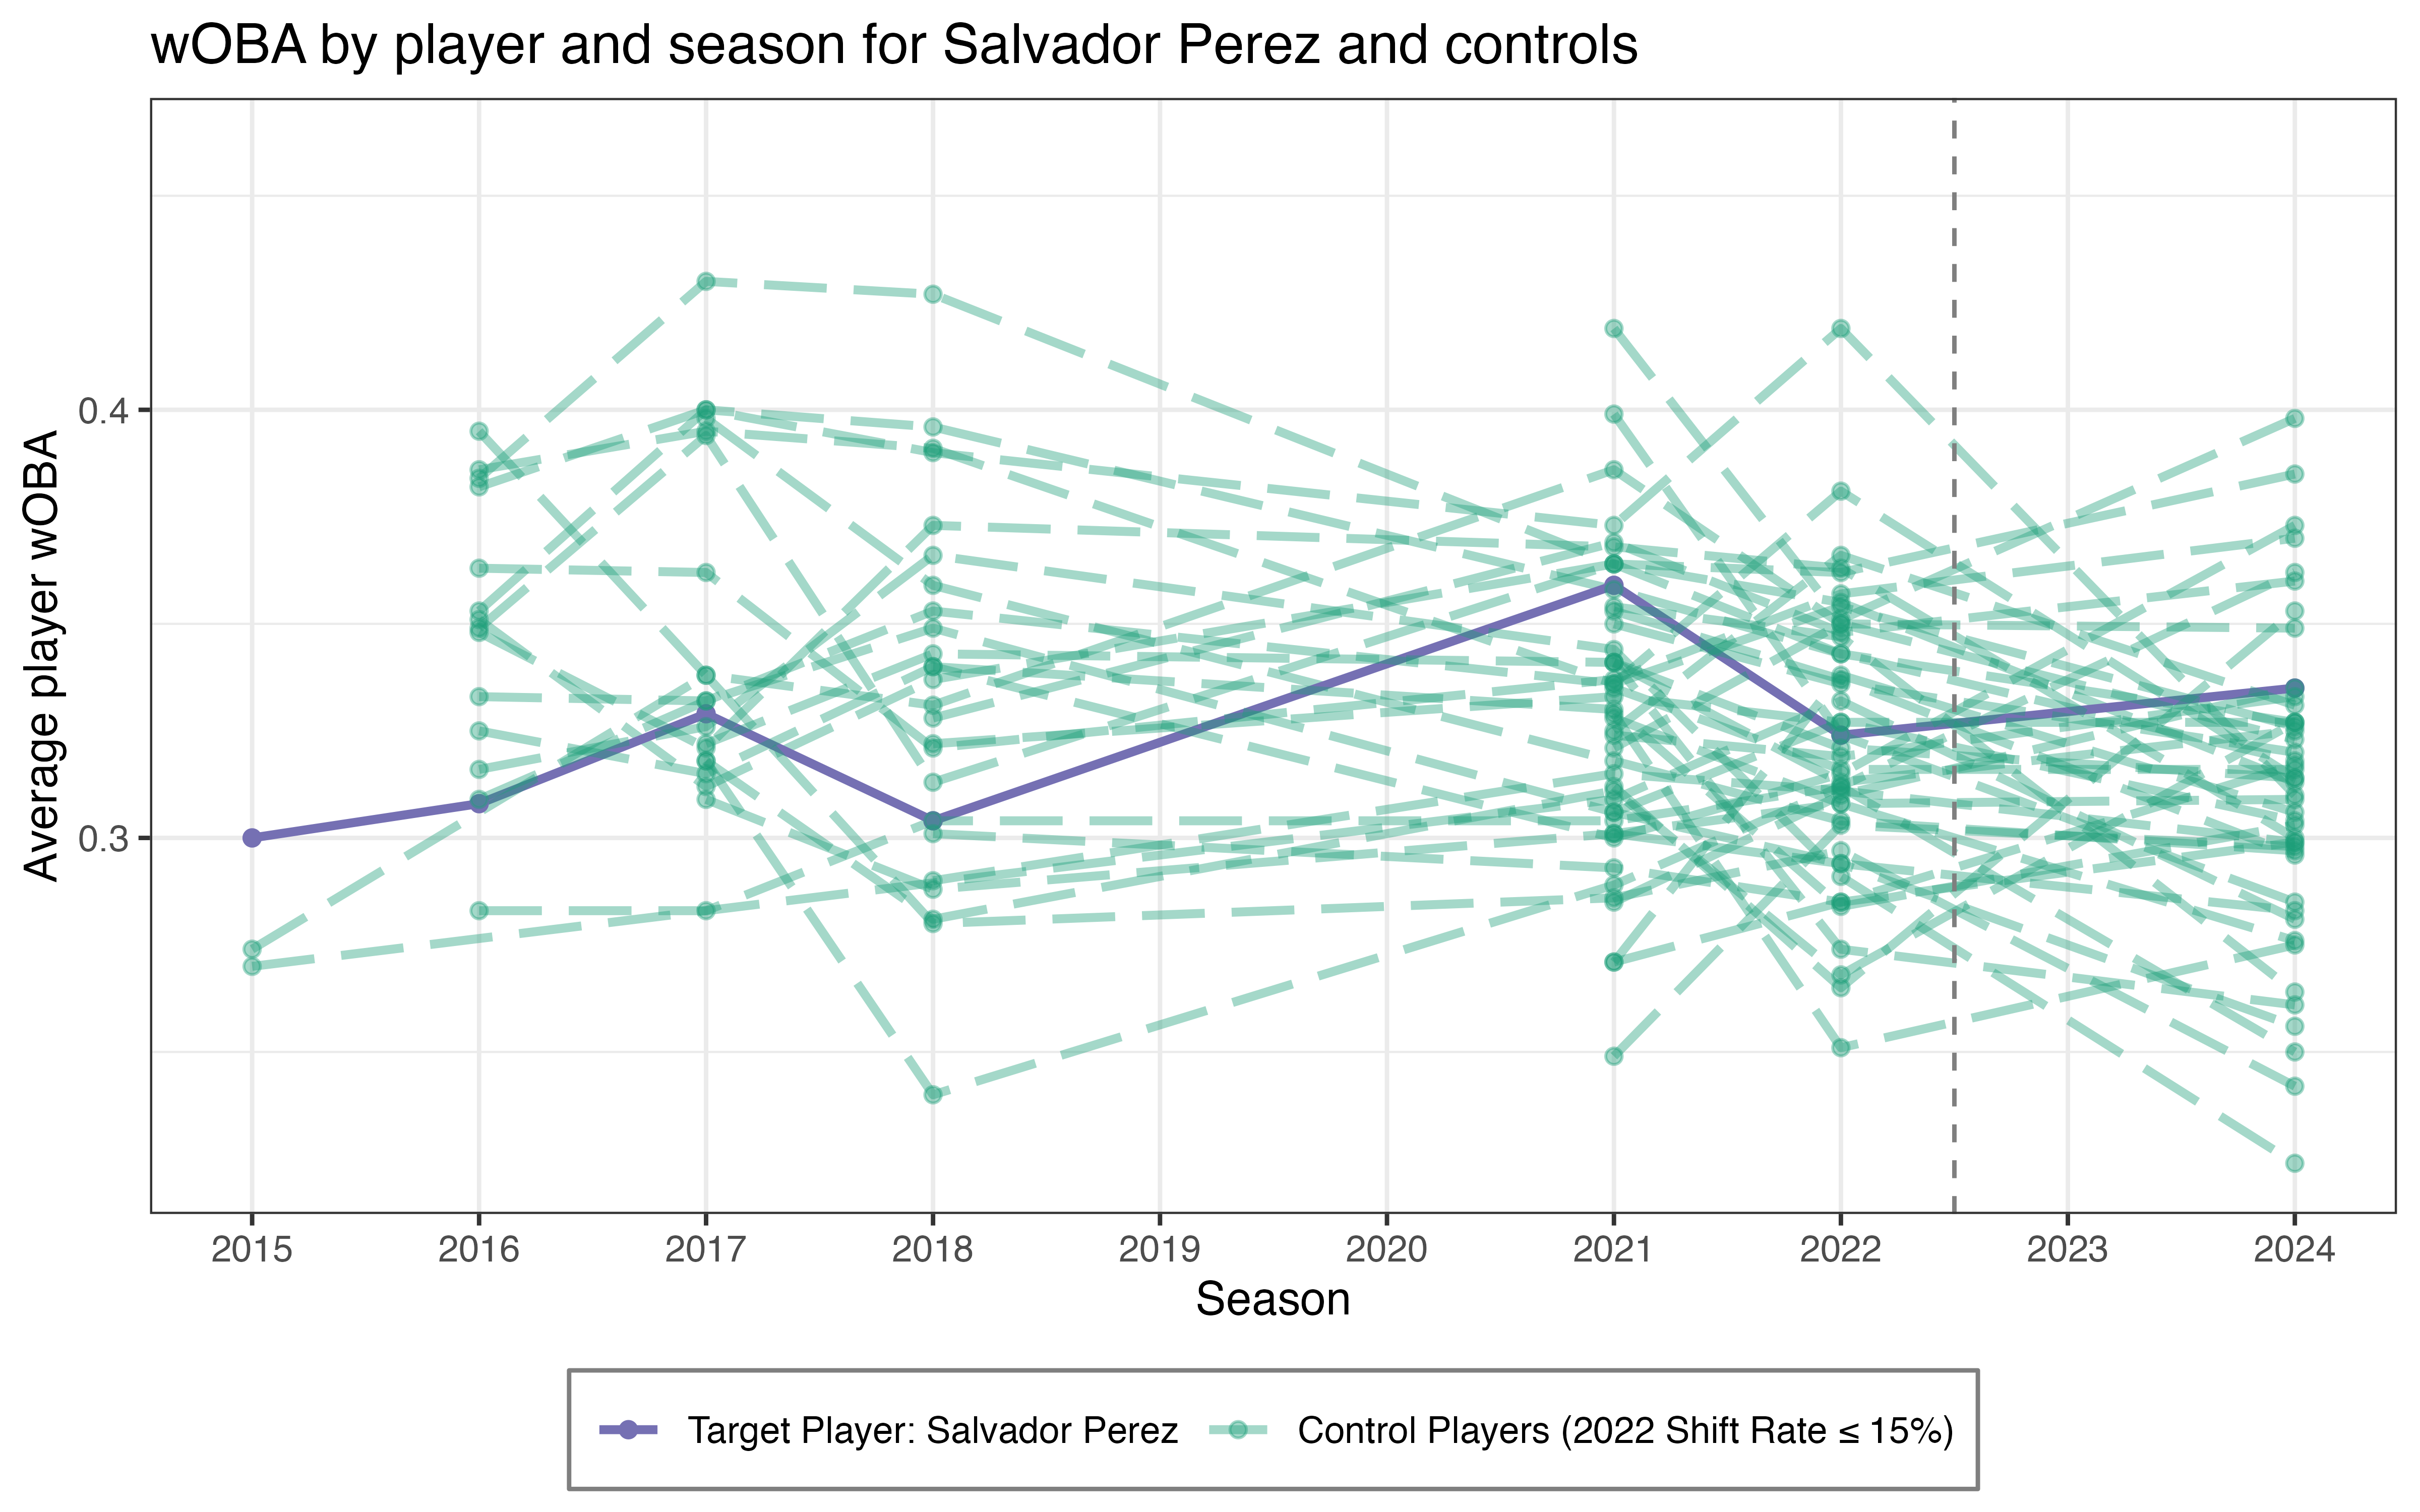 wOBA by player and season for Salvador Perez and controls
Average player wOBA
0.4
0.3
2015 2016 2017 2018 2019 2020 2021 2022 2023 2024
Season
Target Player: Salvador Perez Control Players (2022 Shift Rate ≤ 15%)